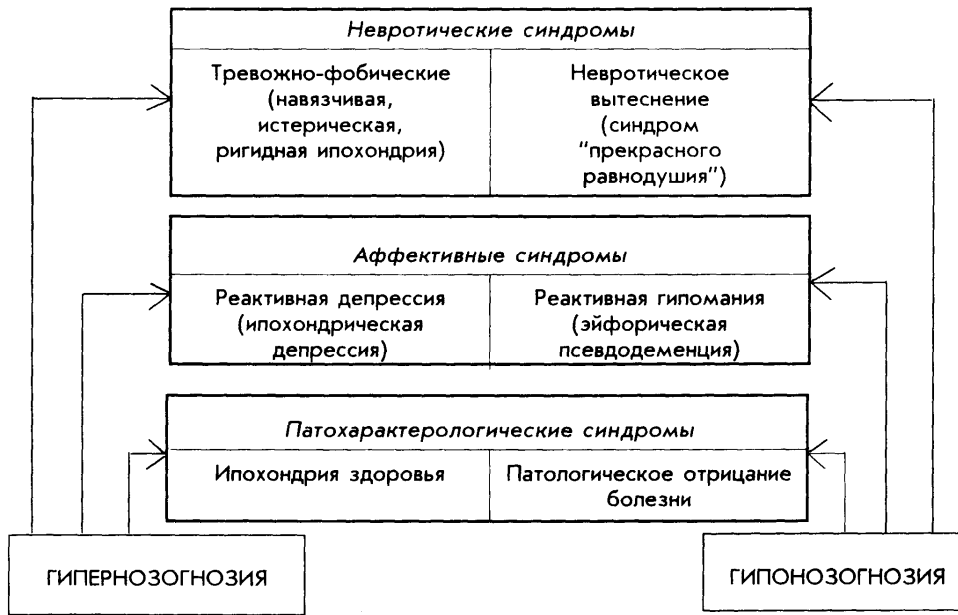 Невротические синдромы
Тревожно-фобические
(навязчивая,
истерическая,
ригидная ипохондрия)
Невротическое
вытеснение
(синдром
"прекрасного
равнодушия")
Аффективные синдромы
Реактивная депрессия
(ипохондрическая
депрессия)
Реактивная гипомания
(эйфорическая
псевдодеменция)
Патохарактерологические синдромы
Ипохондрия здоровья
Патологическое отрицание
болезни
ГИПЕРНОЗОГНОЗИЯ
ГИПОНОЗОГНОЗИЯ